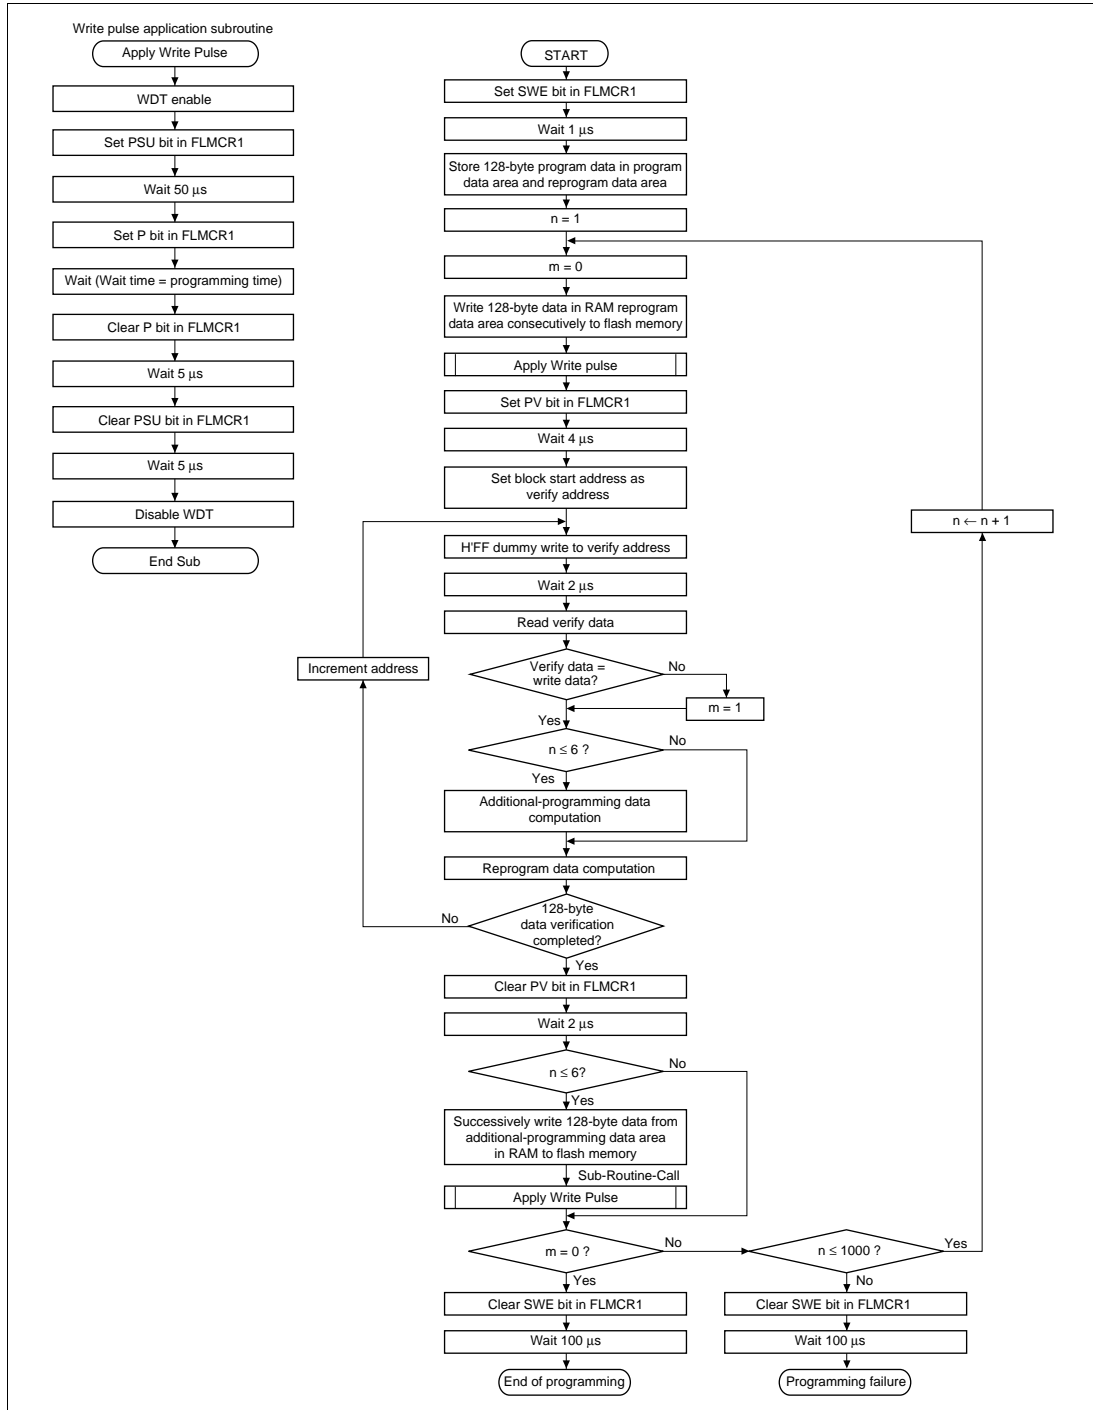 Write pulse application subroutine
Apply Write Pulse
WDT enable
Set PSU bit in FLMCR1
Wait 50 μs
Set P bit in FLMCR1
Wait (Wait time = programming time)
Clear P bit in FLMCR1
Wait 5 μs
Clear PSU bit in FLMCR1
Wait 5 μs
Disable WDT
End Sub
START
Set SWE bit in FLMCR1
Wait 1 μs
Store 128-byte program data in program
data area and reprogram data area
n = 1
m = 0
Write 128-byte data in RAM reprogram
data area consecutively to flash memory
Apply Write pulse
Set PV bit in FLMCR1
Wait 4 μs
Set block start address as
verify address
n ← n + 1
H'FF dummy write to verify address
Wait 2 μs
Read verify data
Increment address
Verify data =
write data?
No
m = 1
Yes
n ≤ 6 ?
No
Yes
Additional-programming data
computation
Reprogram data computation
128-byte
data verification
completed?
No
Yes
Clear PV bit in FLMCR1
Wait 2 μs
n ≤ 6?
No
Yes
Successively write 128-byte data from
additional-programming data area
in RAM to flash memory
Sub-Routine-Call
Apply Write Pulse
m = 0 ?
No
n ≤ 1000 ?
Yes
Yes
No
Clear SWE bit in FLMCR1
Clear SWE bit in FLMCR1
Wait 100 μs
Wait 100 μs
End of programming
Programming failure